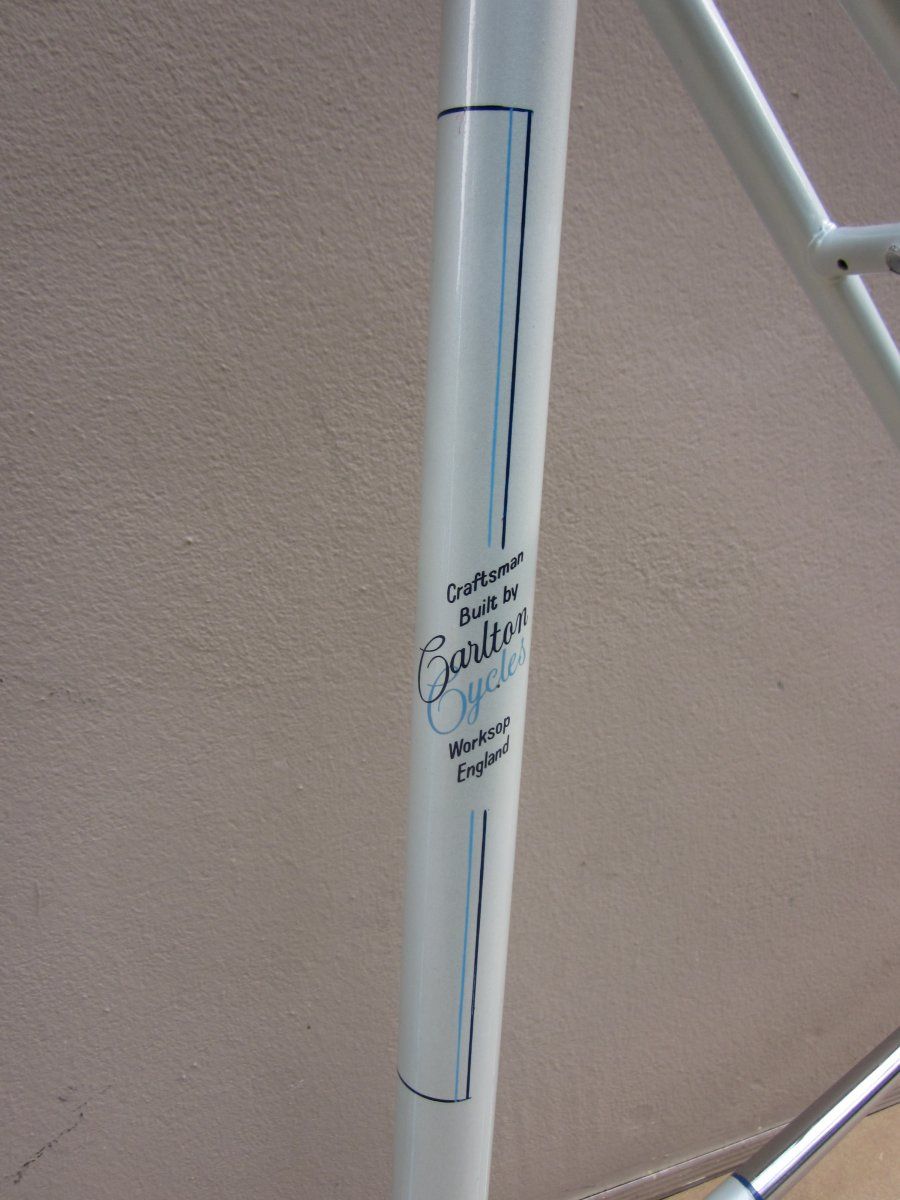 Craftsman
Built by
Carlton
Cycles
Worksop
England